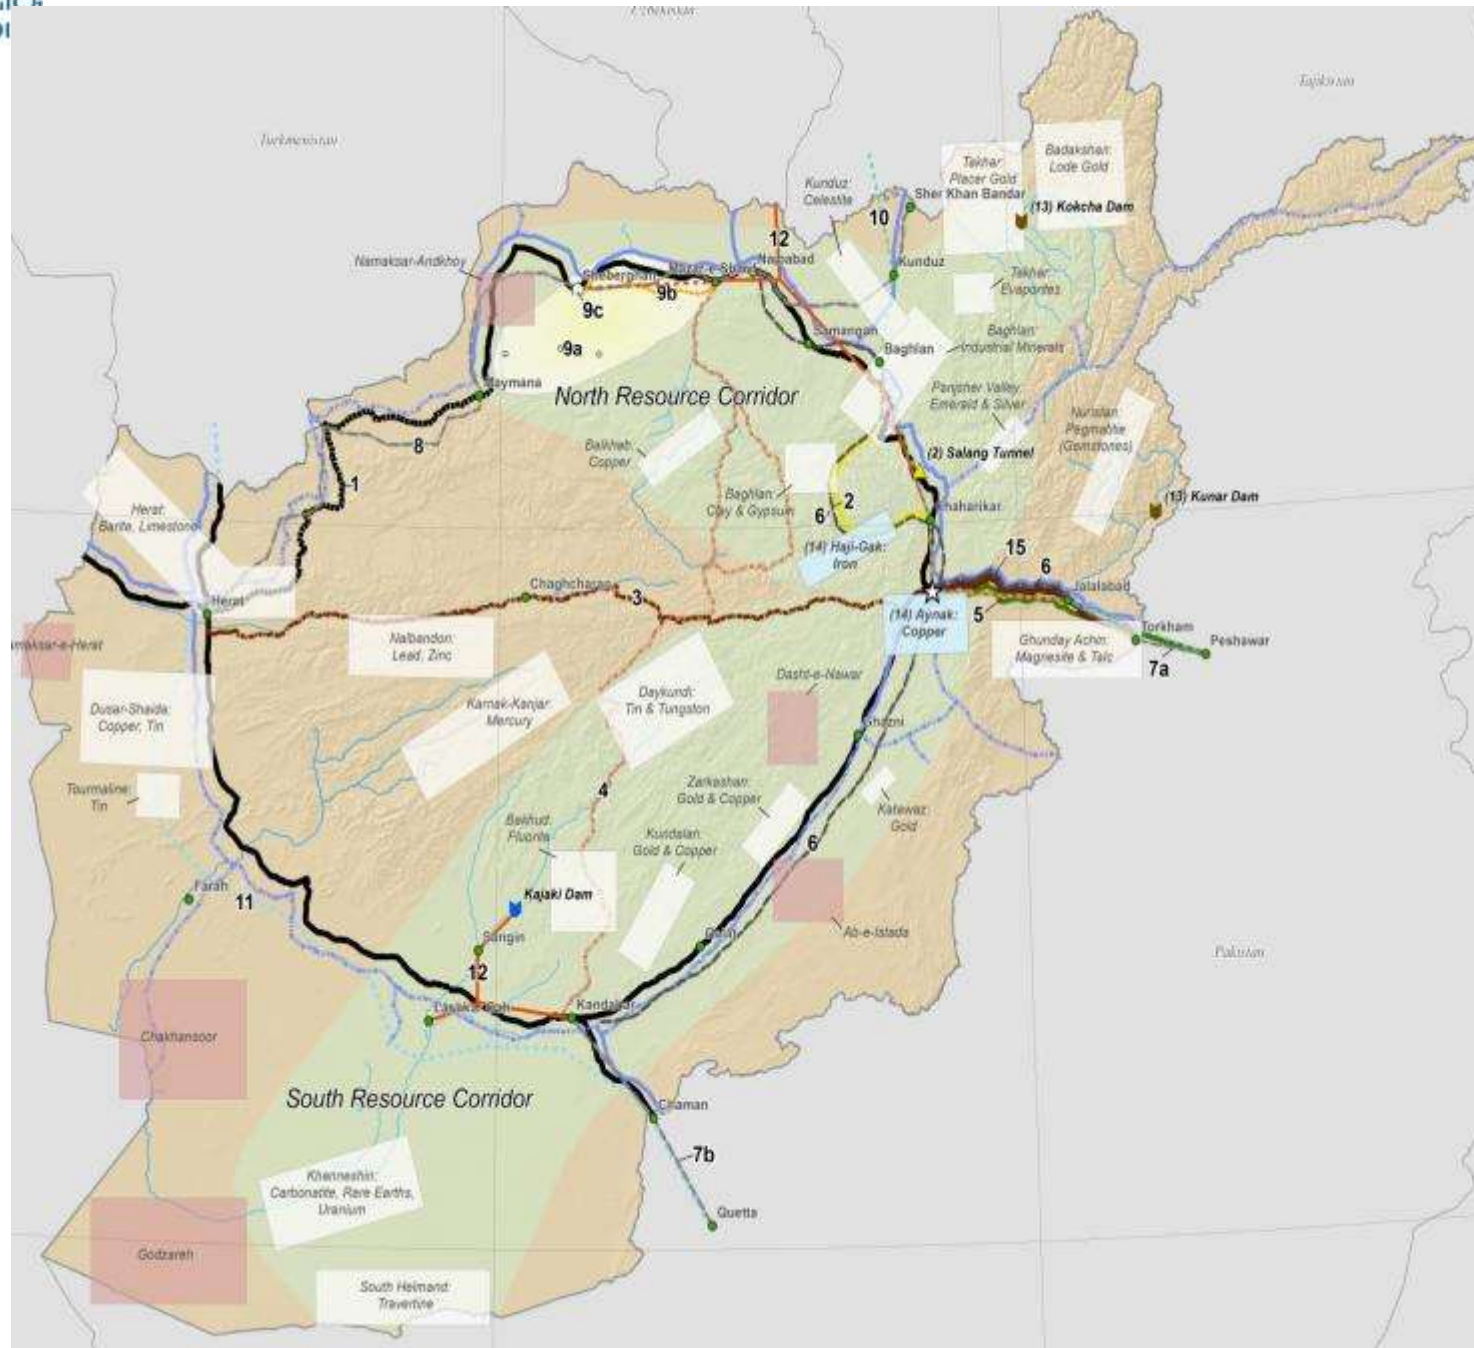 Uzbekistan
Tajikistan
Turkmenistan
Badakshan:
Lode Gold
Takhar:
Placer Gold
Kunduz:
Celestite
Sher Khan Bandar
(13) Kokcha Dam
10
12
Namaksar-Andkhoy
Naibabad
Kunduz
Sheberghan
Mazar-e-Sharif
Takhar:
Evaporites
9b
9c
9a
Samangan
Baghlan
Baghlan:
Industrial Minerals
Maymana
North Resource Corridor
Panjsher Valley:
Emerald & Silver
Nuristan:
Pegmatite
(Gemstones)
8
Balkhab:
Copper
(2) Salang Tunnel
1
Baghlan:
Clay & Gypsum
2
6
(13) Kunar Dam
Herat:
Barite, Limestone
Charikar
(14) Haji-Gak:
Iron
15
6
Jalalabad
Chaghcharan
3
Herat
5
(14) Aynak:
Copper
Torkham
Peshawar
7a
Ghunday Achin:
Magnesite & Talc
Namaksar-e-Herat
Nalbandon:
Lead, Zinc
Dusar-Shaida:
Copper, Tin
Karnak-Kanjar:
Mercury
Daykundi:
Tin & Tungston
Dasht-e-Nawar
Ghazni
Tourmaline:
Tin
4
Zarkashan:
Gold & Copper
Katawaz:
Gold
Bakhud:
Fluorite
Kundalan:
Gold & Copper
6
Farah
11
Kajaki Dam
Ab-e-Istada
Sangin
Qalat
Pakistan
12
Lashkar Gah
Kandahar
Chakhansoor
South Resource Corridor
Chaman
7b
Khanneshin:
Carbonatite, Rare Earths,
Uranium
Quetta
Godzareh
South Helmand:
Travertine